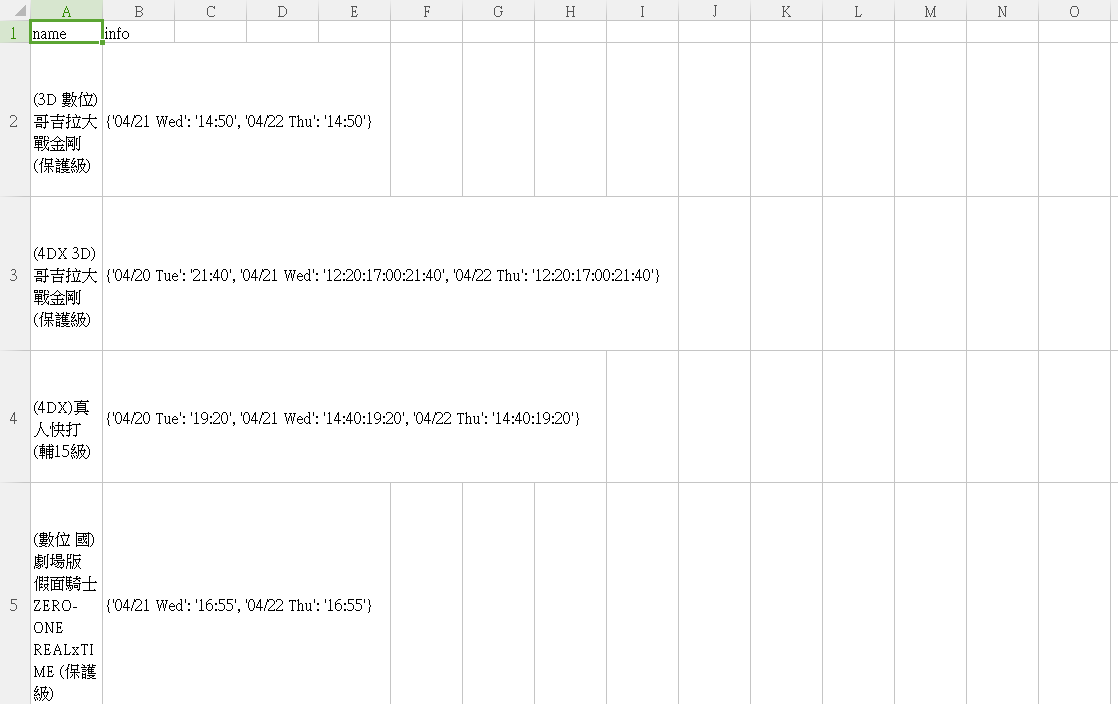 A B C D E F G H I J K L M N O
1 name info
2
(3D 數位)
哥吉拉大
戰金剛
(保護級)
{'04/21 Wed': '14:50', '04/22 Thu': '14:50'}
3
(4DX 3D)
哥吉拉大
戰金剛
(保護級)
{'04/20 Tue': '21:40', '04/21 Wed': '12:20:17:00:21:40', '04/22 Thu': '12:20:17:00:21:40'}
4
(4DX)真
人快打
(輔15級)
{'04/20 Tue': '19:20', '04/21 Wed': '14:40:19:20', '04/22 Thu': '14:40:19:20'}
5
(數位 國)
劇場版
假面騎士
ZERO-
ONE
REALxTI
ME (保護
級)
{'04/21 Wed': '16:55', '04/22 Thu': '16:55'}